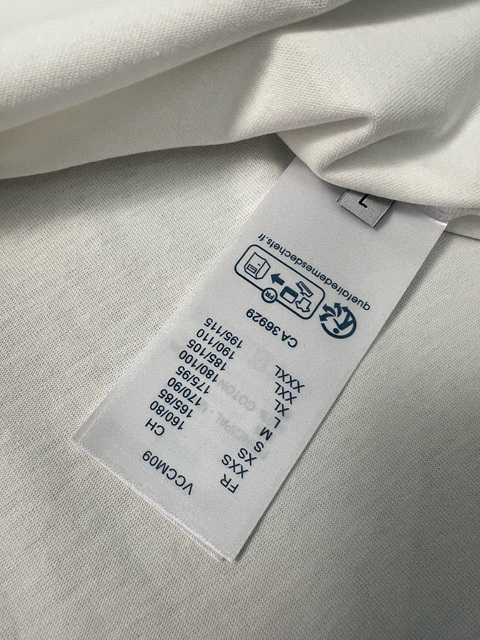 VCCM09
FR CH
XXS 160/80
XS 165/85
S 170/90
M 175/95
L 180/100
XL 185/105
XXL 190/110
XXXL 195/115
CA 36929
FR
quefairedemesdechets.fr
L